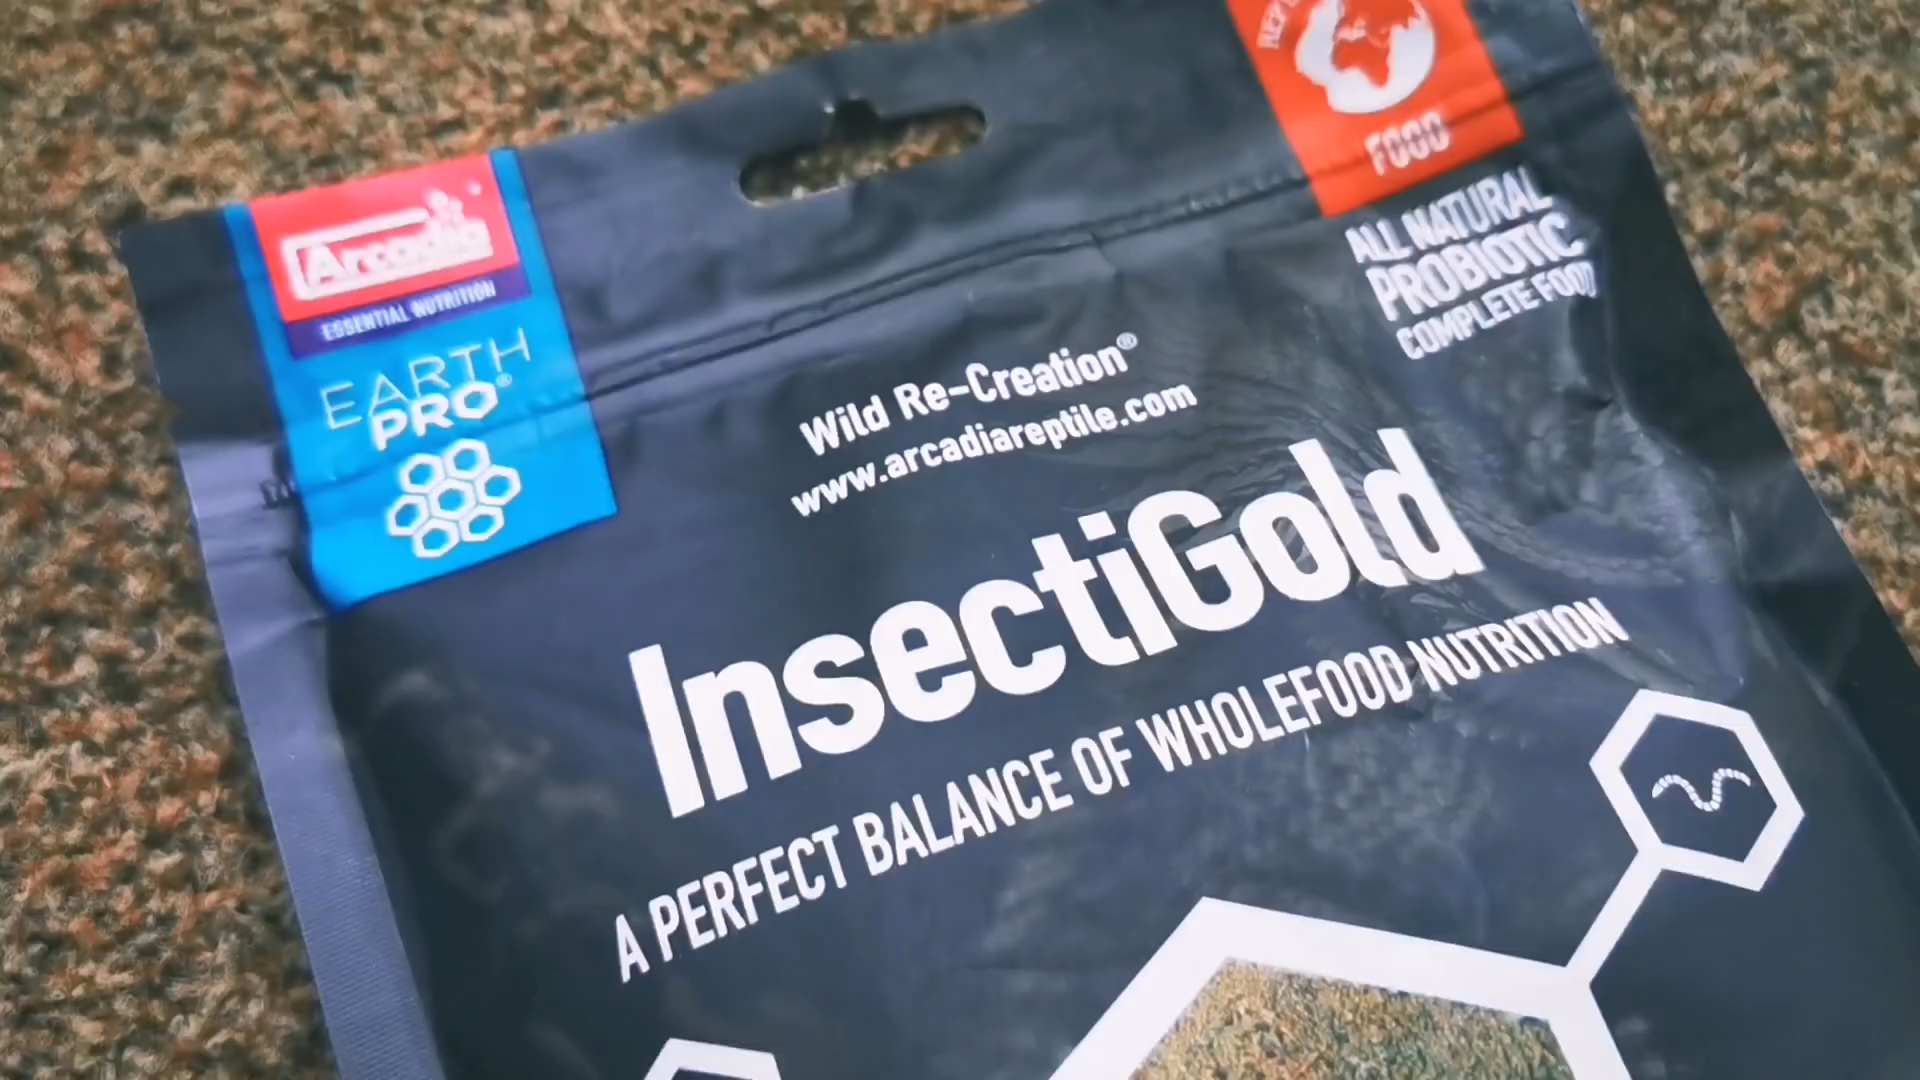 Arcadia
ESSENTIAL NUTRITION
EARTH
PRO®
FOOD
ALL NATURAL
PROBIOTIC
COMPLETE FOOD
Wild Re-Creation®
www.arcadiareptile.com
InsectiGold
A PERFECT BALANCE OF WHOLEFOOD NUTRITION